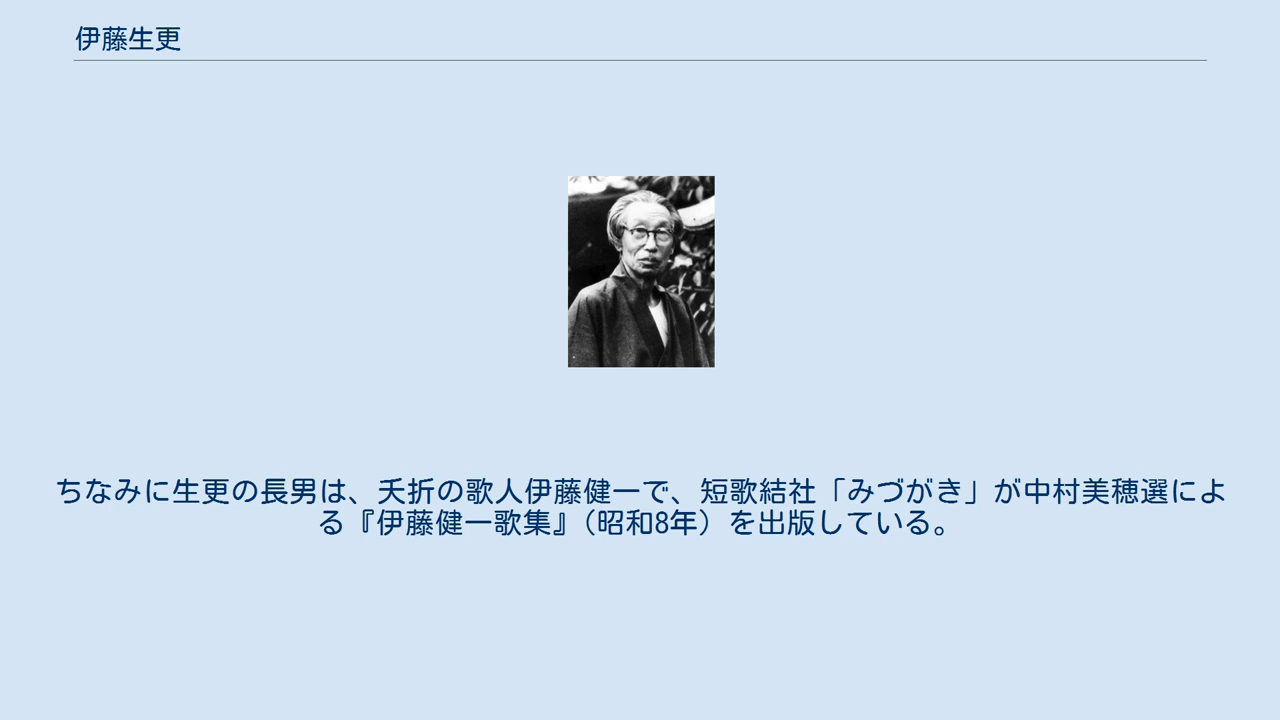 伊藤生更
ちなみに生更の長男は、夭折の歌人伊藤健一で、短歌結社「みづがき」が中村美穂選によ
る『伊藤健一歌集』（昭和8年）を出版している。